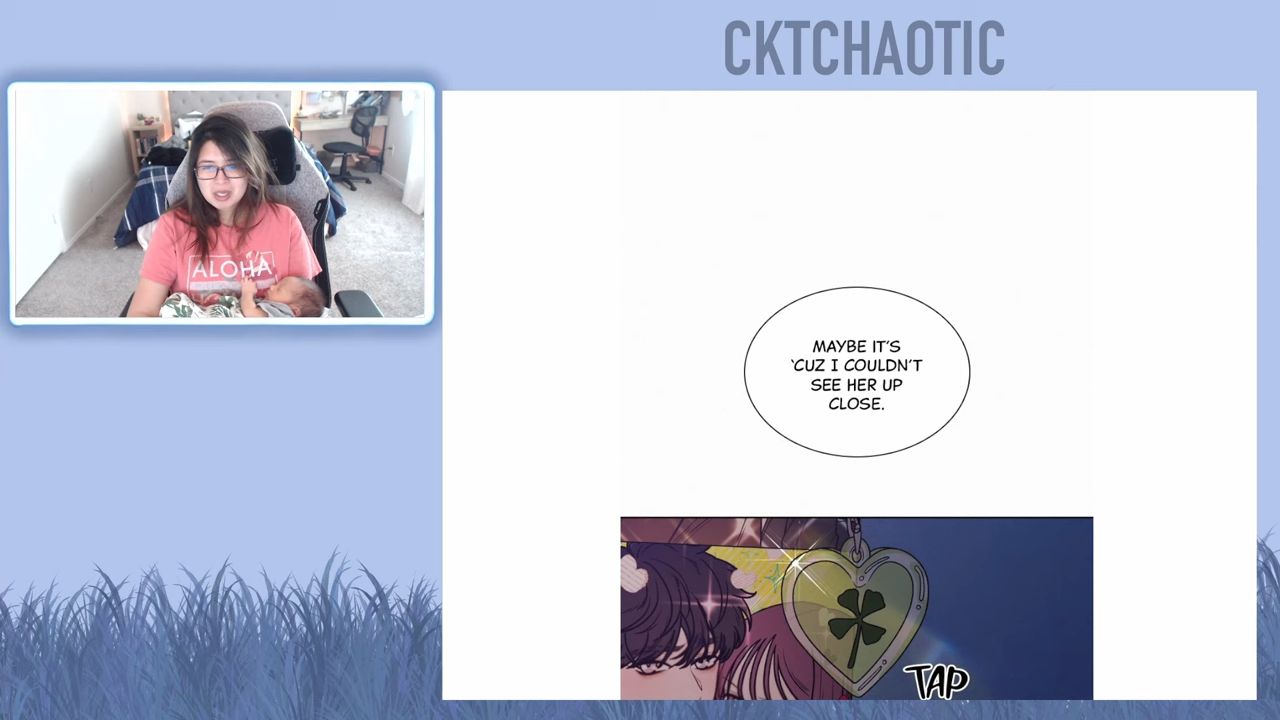 CKTCHAOTIC
ALOHA
MAYBE IT'S
'CUZ I COULDN'T
SEE HER UP
CLOSE.
TAP